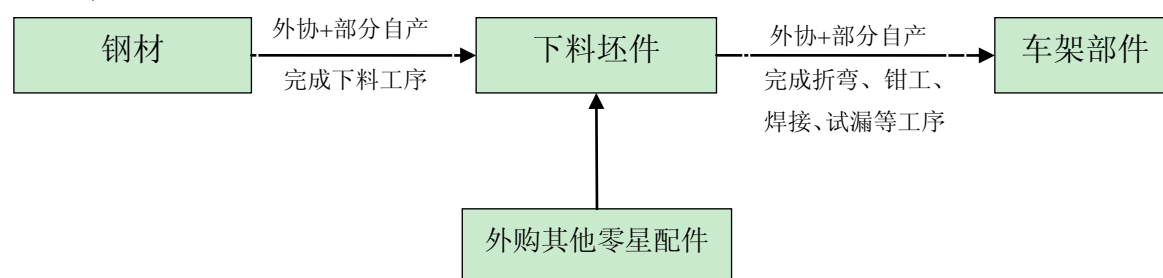 钢材
外协+部分自产
完成下料工序
下料坯件
外协+部分自产
完成折弯、钳工、
焊接、试漏等工序
车架部件
外购其他零星配件